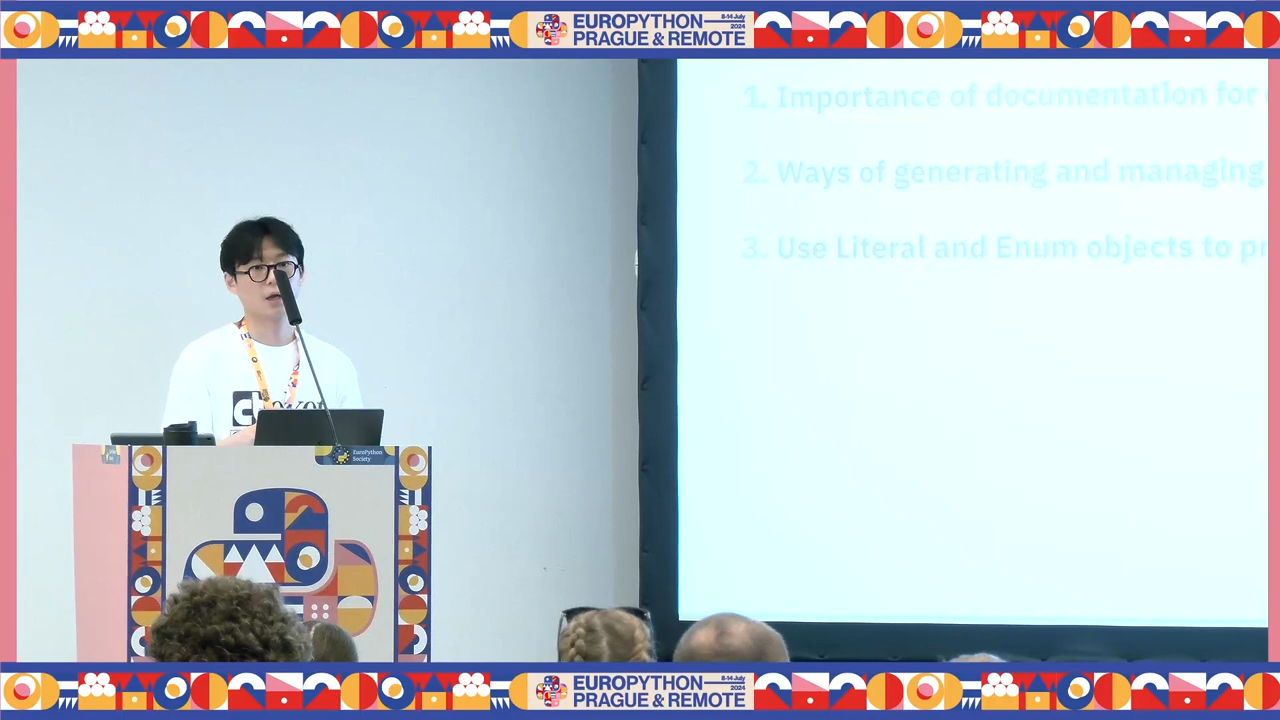 EUROPYTHON
8-14 July
2024
PRAGUE & REMOTE
1. Importance of documentation for
2. Ways of generating and managing
3. Use Literal and Enum objects to pr
EuroPython
Society
EUROPYTHON
8-14 July
2024
PRAGUE & REMOTE